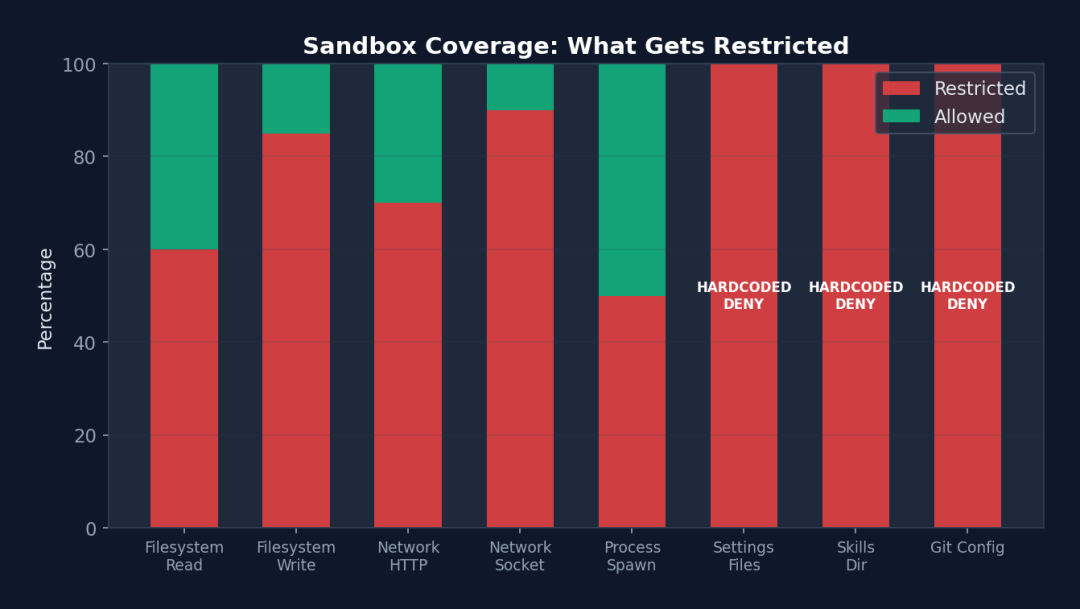 Sandbox Coverage: What Gets Restricted
100
80
60
40
20
0
Percentage
Restricted
Allowed
HARDCODED
DENY
HARDCODED
DENY
HARDCODED
DENY
Filesystem
Read
Filesystem
Write
Network
HTTP
Network
Socket
Process
Spawn
Settings
Files
Skills
Dir
Git Config